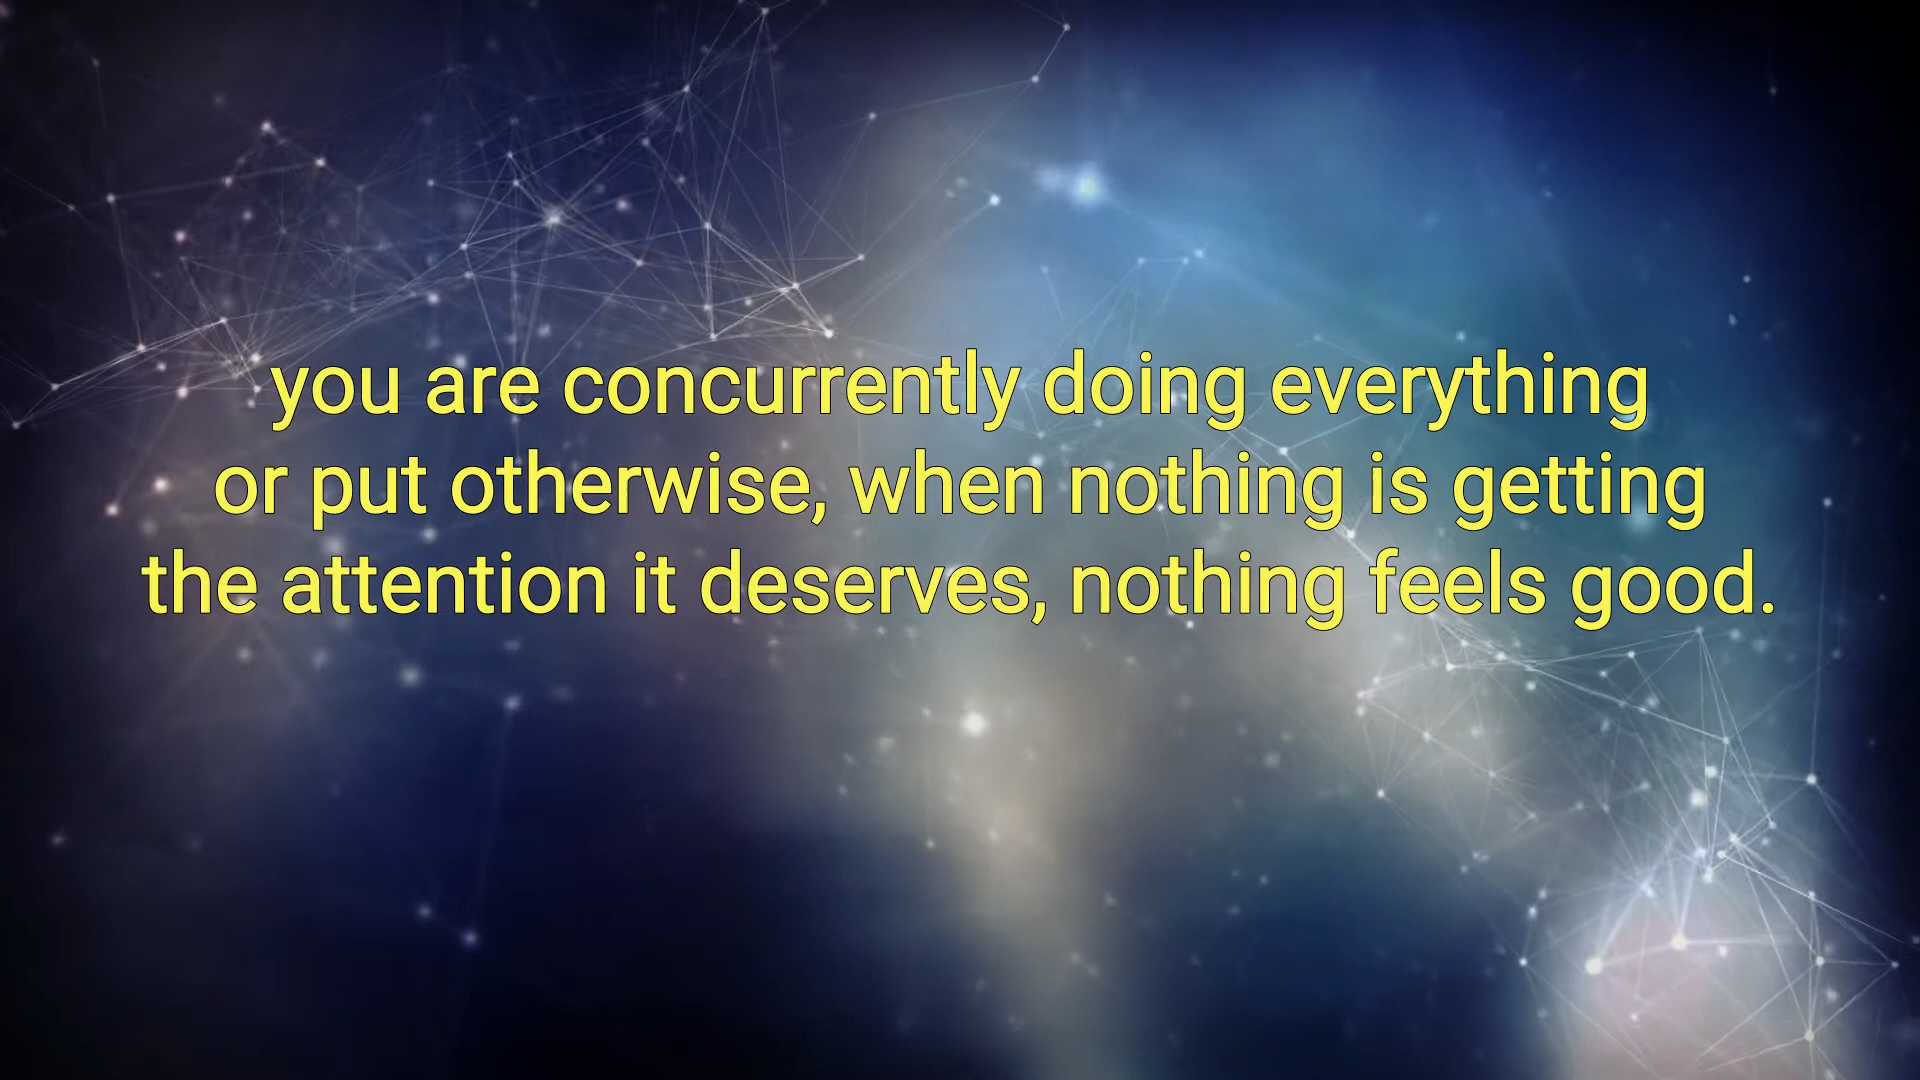 you are concurrently doing everything
or put otherwise, when nothing is getting
the attention it deserves, nothing feels good.